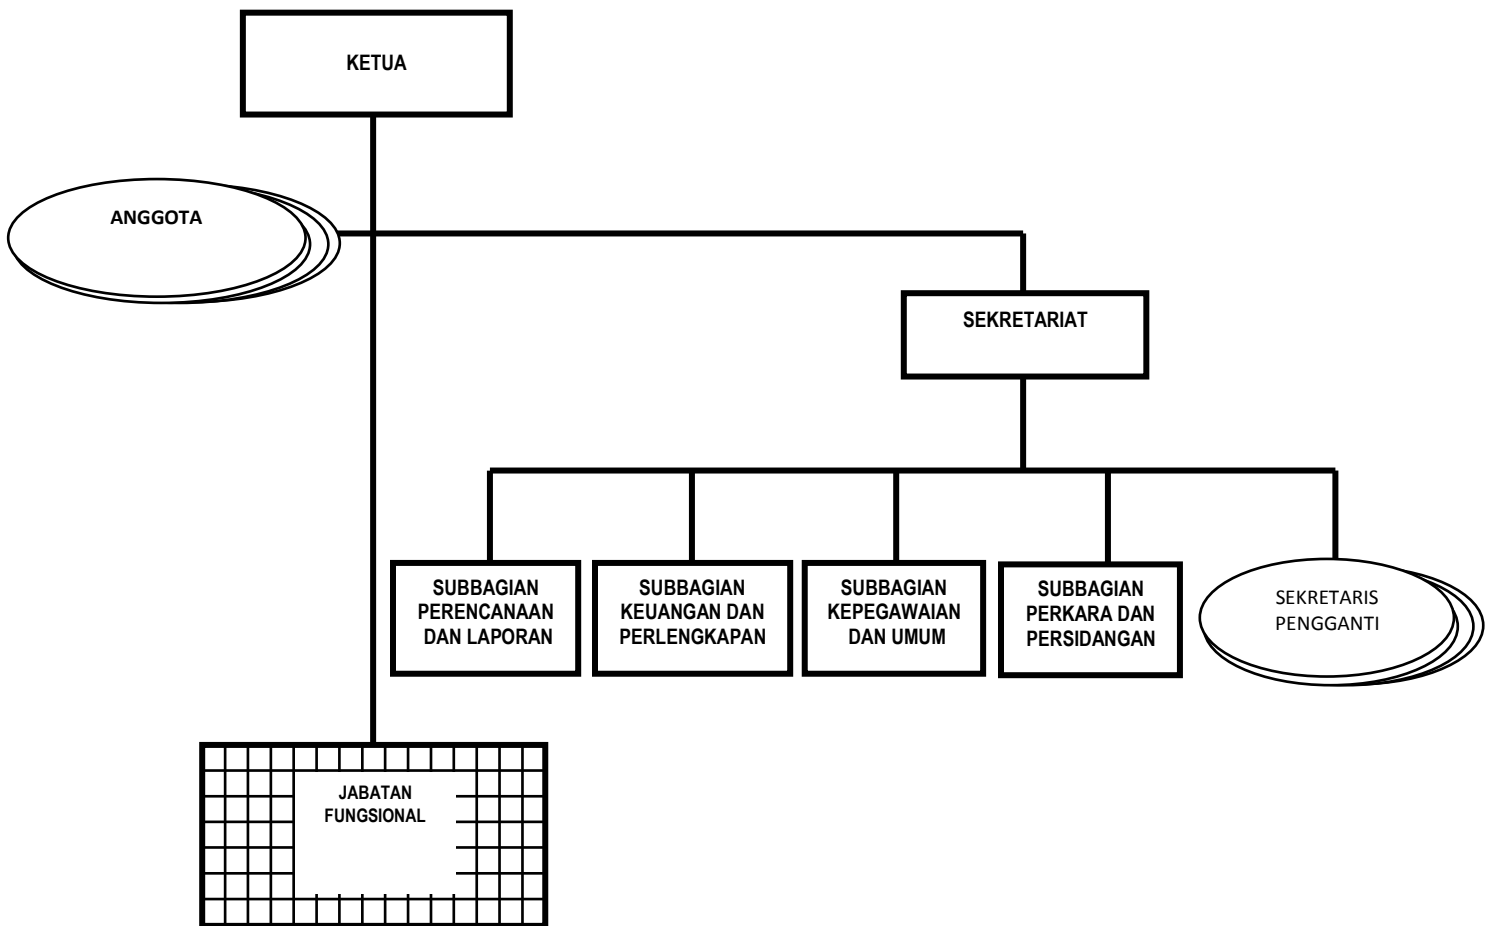 KETUA
ANGGOTA
SEKRETARIAT
SUBBAGIAN
PERENCANAAN
DAN LAPORAN
SUBBAGIAN
KEUANGAN DAN
PERLENGKAPAN
SUBBAGIAN
KEPEGAWAIAN
DAN UMUM
SUBBAGIAN
PERKARA DAN
PERSIDANGAN
SEKRETARIS
PENGGANTI
JABATAN
FUNGSIONAL